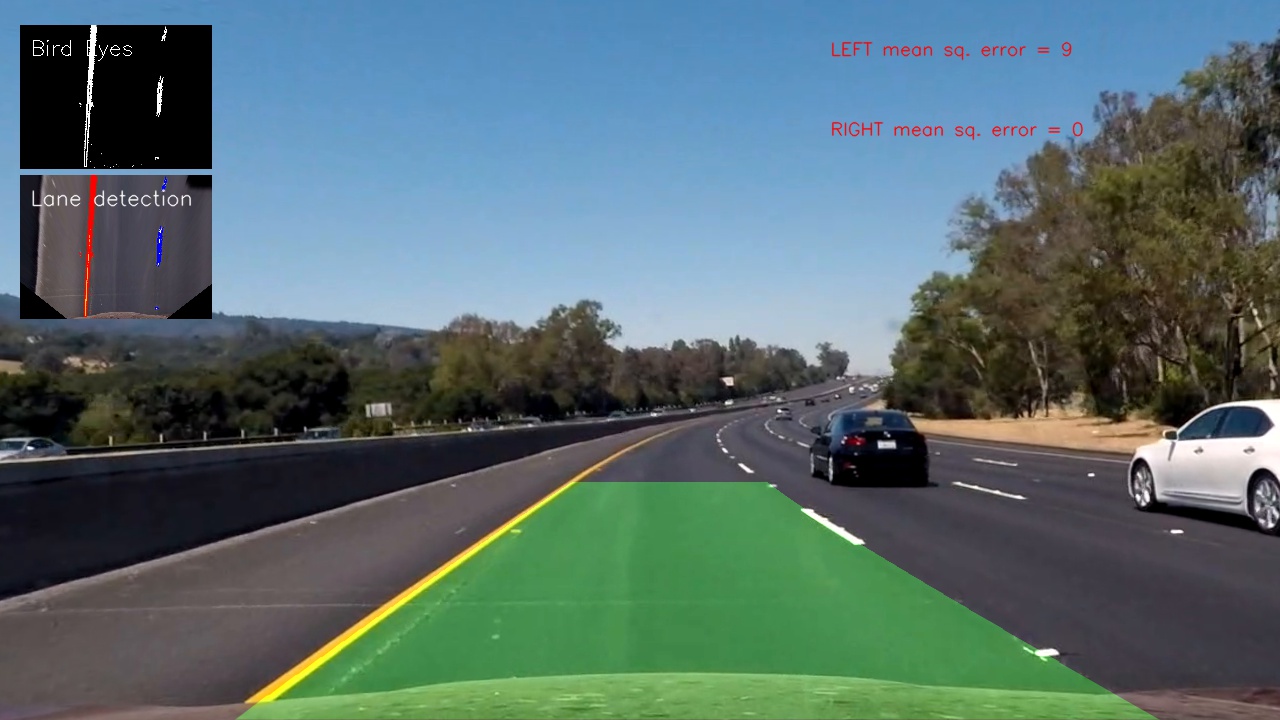 Bird Eyes
LEFT mean sq. error = 9
RIGHT mean sq. error = 0
Lane detection